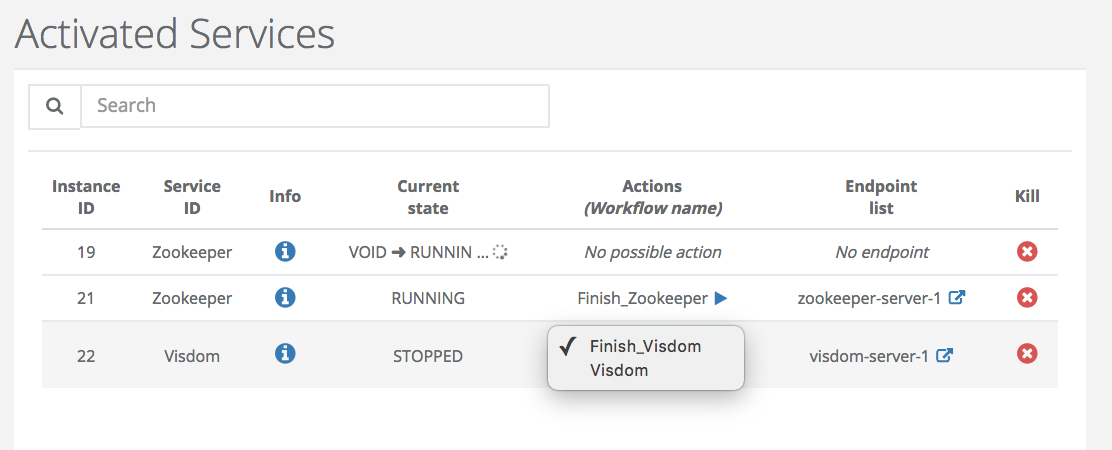 Activated Services
Search
Instance ID Service ID Info Current state Actions (Workflow name) Endpoint list Kill
19 Zookeeper VOID ➔ RUNNIN ... No possible action No endpoint
21 Zookeeper RUNNING Finish_Zookeeper zookeeper-server-1
22 Visdom STOPPED Finish_Visdom visdom-server-1
Visdom